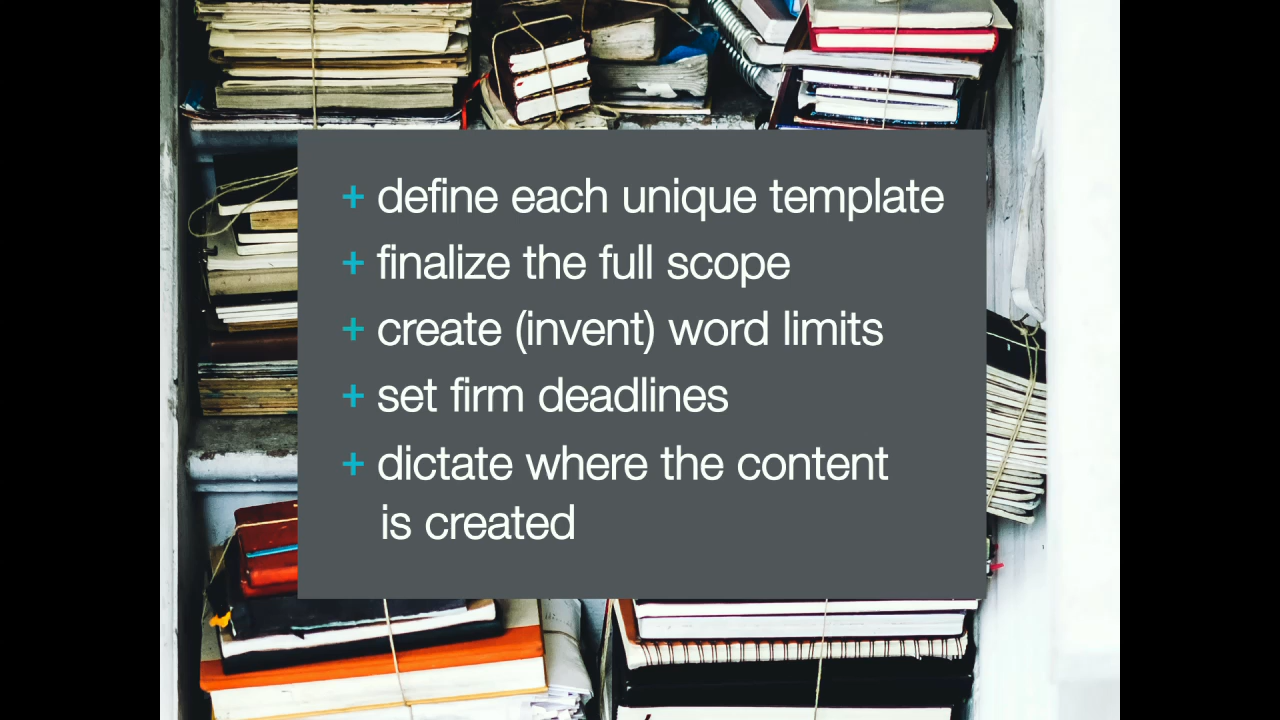 + define each unique template
+ finalize the full scope
+ create (invent) word limits
+ set firm deadlines
+ dictate where the content
is created